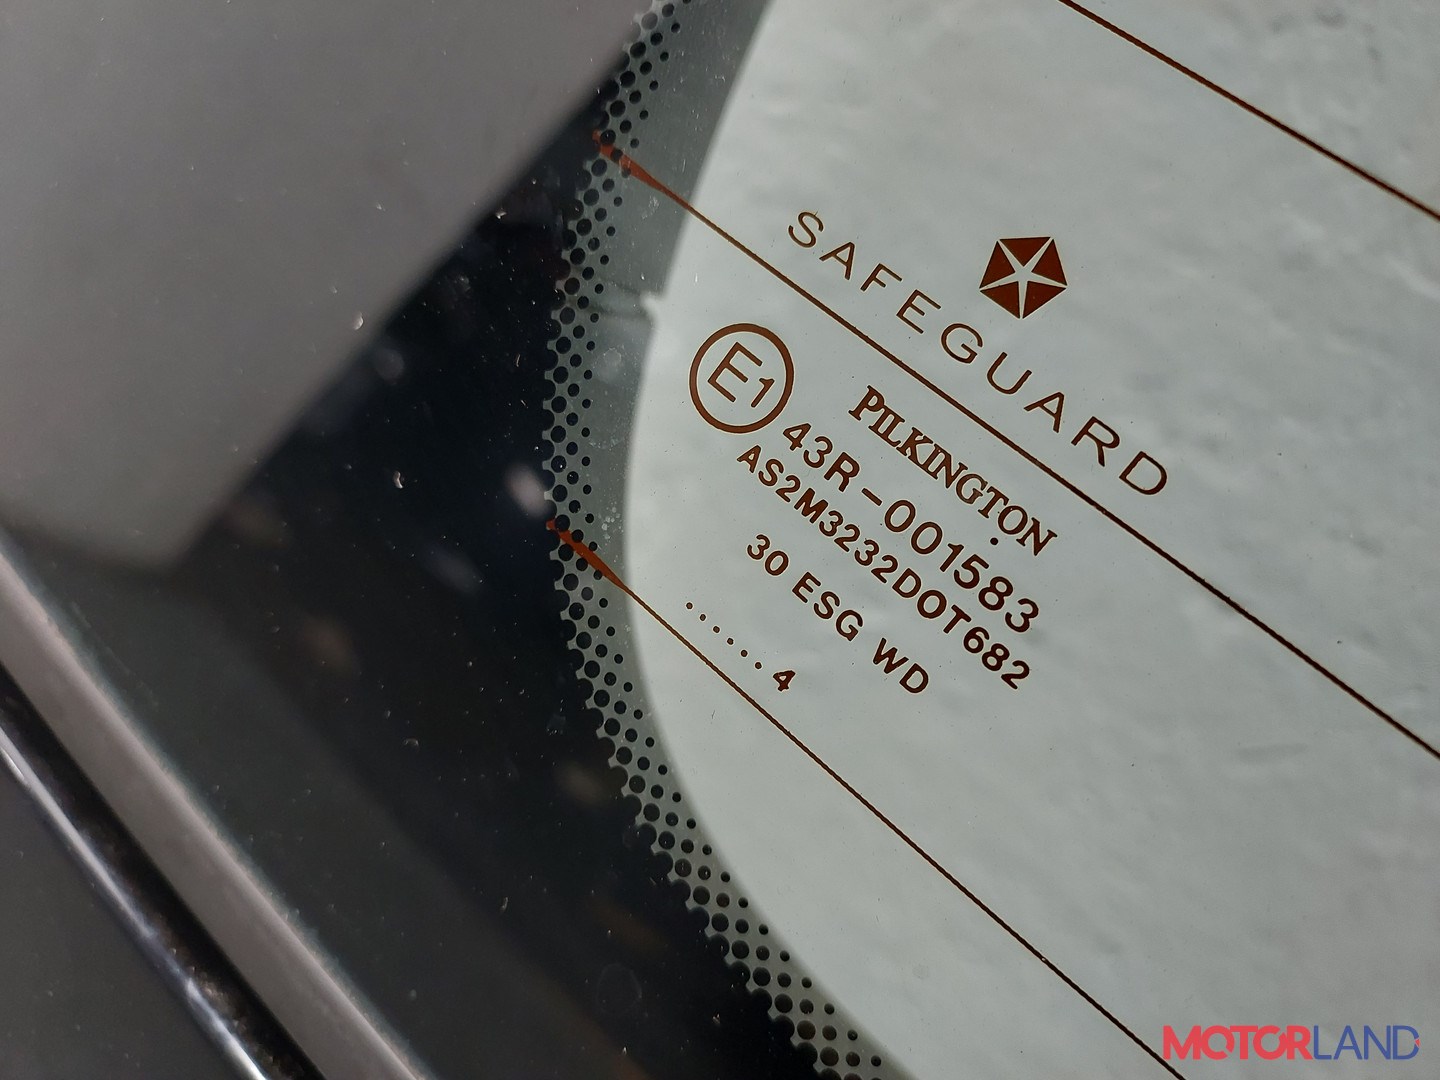 SAFEGUARD
PILKINGTON
E1
43R-001583
AS2M3232DOT682
30 ESG WD
......4
MOTORLAND